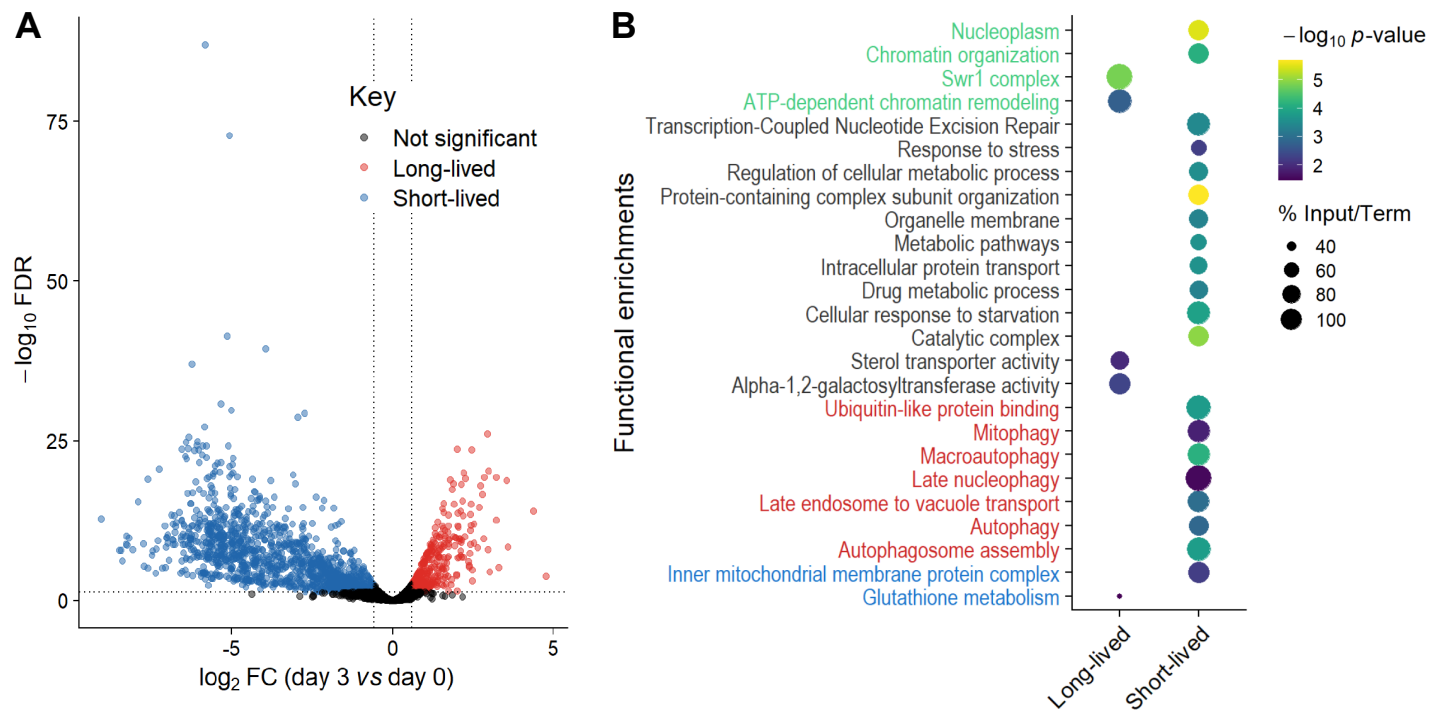 A
75
50
25
0
− log10 FDR
-5
0
5
log2 FC (day 3 vs day 0)
Key
Not significant
Long-lived
Short-lived
B
Functional enrichments
Nucleoplasm
Chromatin organization
Swr1 complex
ATP-dependent chromatin remodeling
Transcription-Coupled Nucleotide Excision Repair
Response to stress
Regulation of cellular metabolic process
Protein-containing complex subunit organization
Organelle membrane
Metabolic pathways
Intracellular protein transport
Drug metabolic process
Cellular response to starvation
Catalytic complex
Sterol transporter activity
Alpha-1,2-galactosyltransferase activity
Ubiquitin-like protein binding
Mitophagy
Macroautophagy
Late nucleophagy
Late endosome to vacuole transport
Autophagy
Autophagosome assembly
Inner mitochondrial membrane protein complex
Glutathione metabolism
Long-lived
Short-lived
− log10 p-value
5
4
3
2
% Input/Term
40
60
80
100